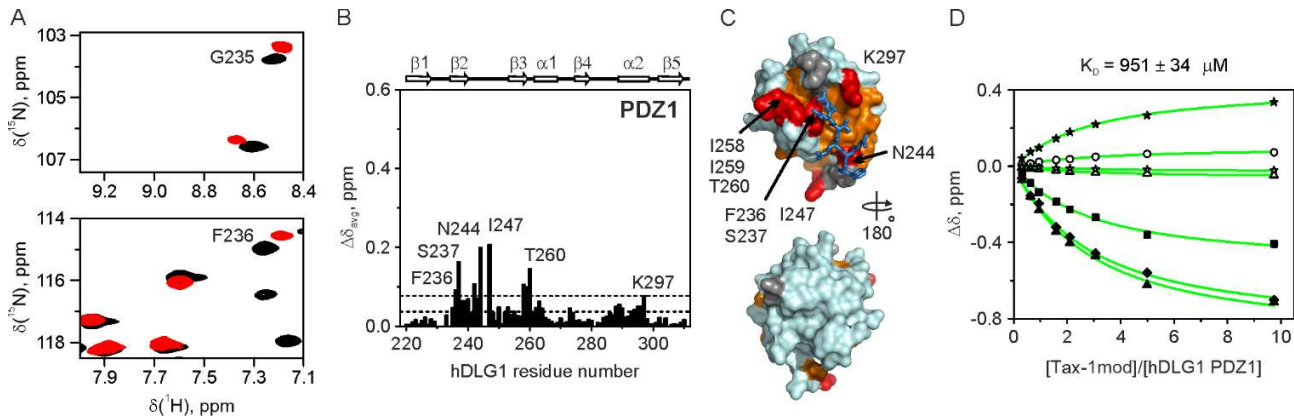 A
103
105
107
δ(¹⁵N), ppm
G235
9.2 9.0 8.8 8.6 8.4
114
116
118
δ(¹⁵N), ppm
F236
7.9 7.7 7.5 7.3 7.1
δ(¹H), ppm
B
β1 β2 β3 α1 β4 α2 β5
PDZ1
0.6
0.4
0.2
0.0
Δδavg, ppm
N244 I247
S237 T260
F236 K297
220 240 260 280 300
hDLG1 residue number
C
K297
I258
I259
T260
N244
F236 I247
S237
180°
D
K_D = 951 ± 34 μM
0.4
0.0
-0.4
-0.8
Δδ, ppm
0 1 2 3 4 5 6 7 8 9 10
[Tax-1mod]/[hDLG1 PDZ1]